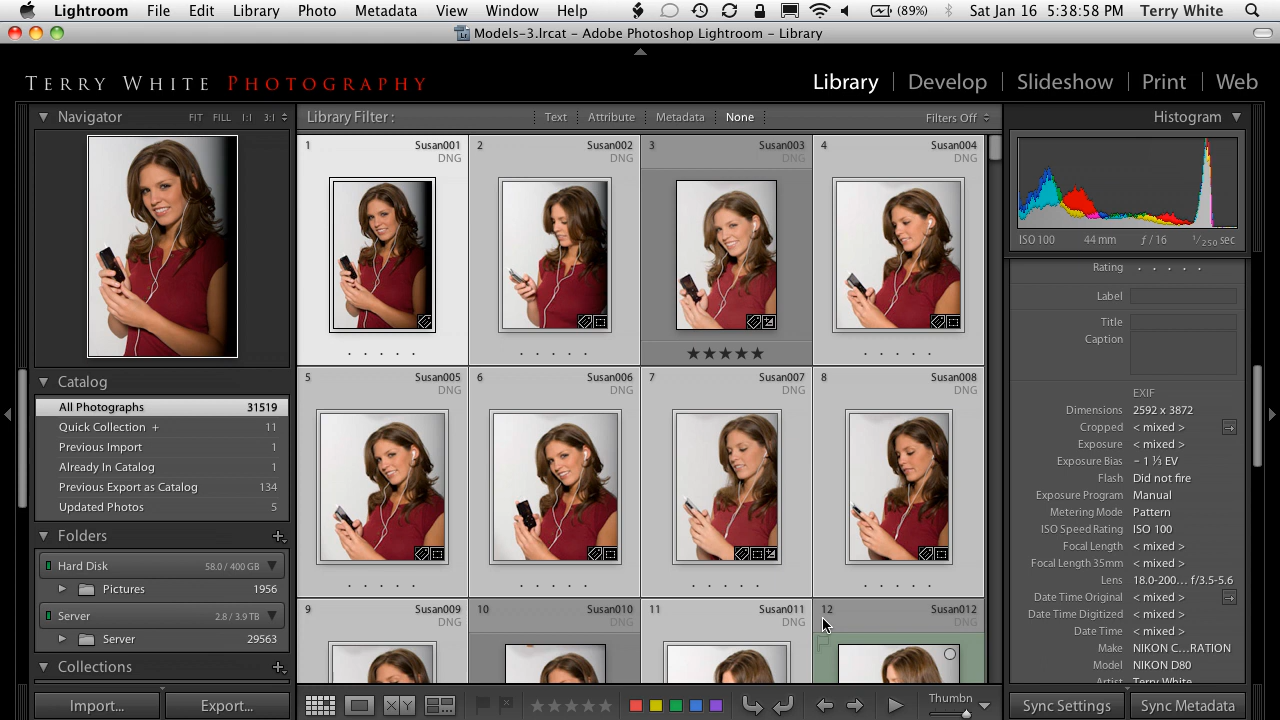 Lightroom File Edit Library Photo Metadata View Window Help (89%) Sat Jan 16 5:38:58 PM Terry White
Models-3.lrcat – Adobe Photoshop Lightroom – Library
TERRY WHITE PHOTOGRAPHY Library Develop Slideshow Print Web
Navigator FIT FILL 1:1 3:1
Library Filter : Text Attribute Metadata None Filters Off
Histogram
1 Susan001 DNG
2 Susan002 DNG
3 Susan003 DNG
4 Susan004 DNG
ISO 100 44 mm ƒ / 16 1/250 sec
5 Susan005 DNG
6 Susan006 DNG
7 Susan007 DNG
8 Susan008 DNG
9 Susan009 DNG
10 Susan010 DNG
11 Susan011 DNG
12 Susan012 DNG
Catalog
All Photographs 31519
Quick Collection + 11
Previous Import 1
Already In Catalog 1
Previous Export as Catalog 134
Updated Photos 5
Folders
Hard Disk 58.0 / 400 GB
Pictures 1956
Server 2.8 / 3.9 TB
Server 29563
Collections
Import... Export...
Thumbn
Rating
Label
Title
Caption
EXIF
Dimensions 2592 x 3872
Cropped < mixed >
Exposure < mixed >
Exposure Bias – 1 ⅓ EV
Flash Did not fire
Exposure Program Manual
Metering Mode Pattern
ISO Speed Rating ISO 100
Focal Length < mixed >
Focal Length 35mm < mixed >
Lens 18.0-200... f/3.5-5.6
Date Time Original < mixed >
Date Time Digitized < mixed >
Date Time < mixed >
Make NIKON C...RATION
Model NIKON D80
Artist Terry White
Sync Settings Sync Metadata